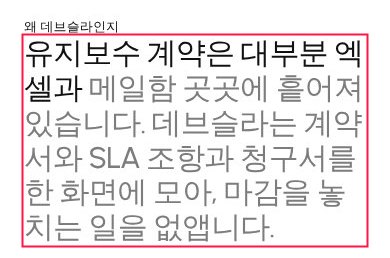 왜 데브슬라인지
유지보수 계약은 대부분 엑
셀과 메일함 곳곳에 흩어져
있습니다. 데브슬라는 계약
서와 SLA 조항과 청구서를
한 화면에 모아, 마감을 놓
치는 일을 없앱니다.